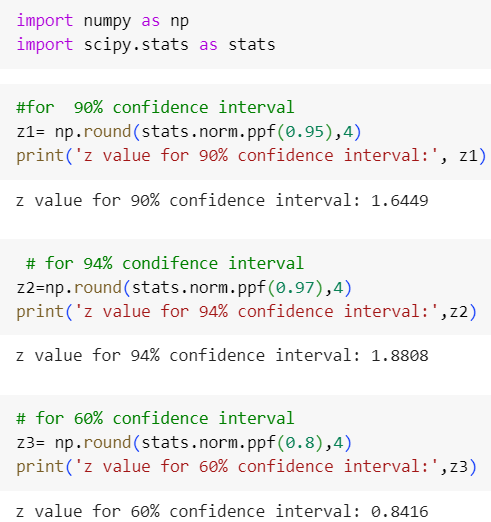 import numpy as np
import scipy.stats as stats
#for  90% confidence interval
z1= np.round(stats.norm.ppf(0.95),4)
print('z value for 90% confidence interval:', z1)
z value for 90% confidence interval: 1.6449
# for 94% condifence interval
z2=np.round(stats.norm.ppf(0.97),4)
print('z value for 94% confidence interval:',z2)
z value for 94% confidence interval: 1.8808
# for 60% confidence interval
z3= np.round(stats.norm.ppf(0.8),4)
print('z value for 60% confidence interval:',z3)
z value for 60% confidence interval: 0.8416